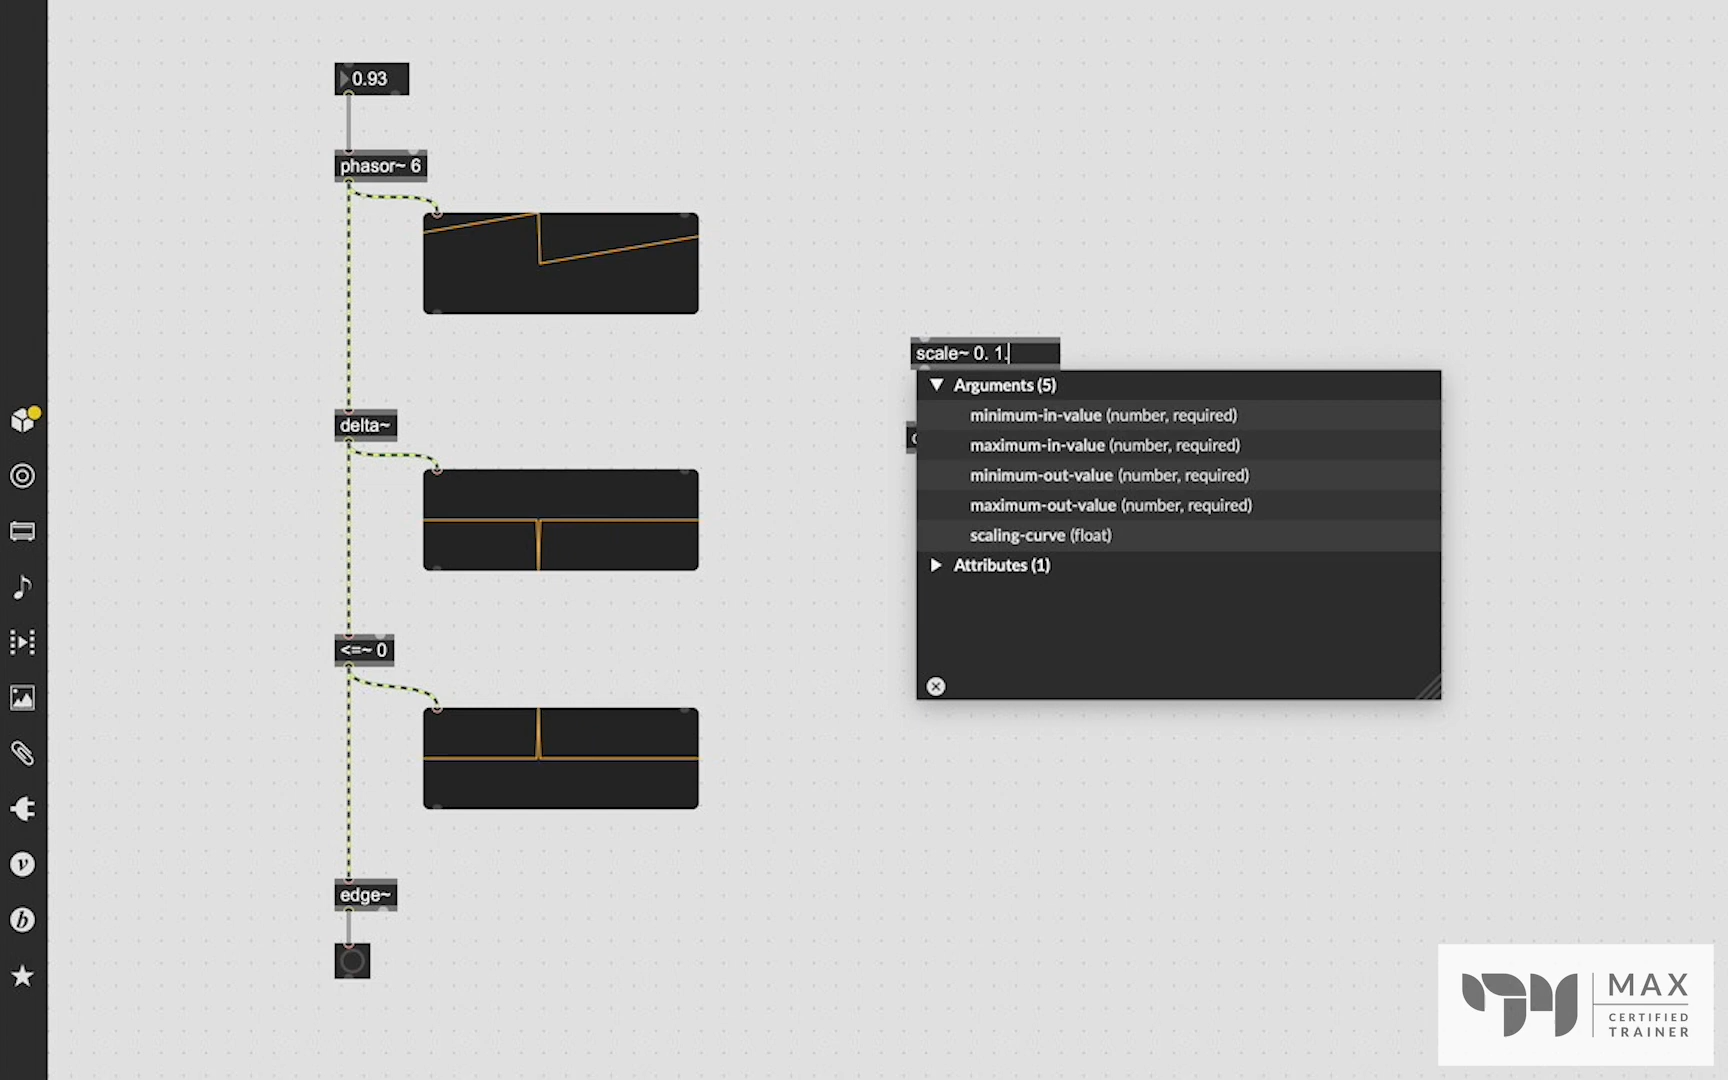 0.93
phasor~ 6
scale~ 0. 1.
Arguments (5)
minimum-in-value (number, required)
maximum-in-value (number, required)
delta~
minimum-out-value (number, required)
maximum-out-value (number, required)
scaling-curve (float)
Attributes (1)
<=~ 0
edge~
MAX
CERTIFIED
TRAINER